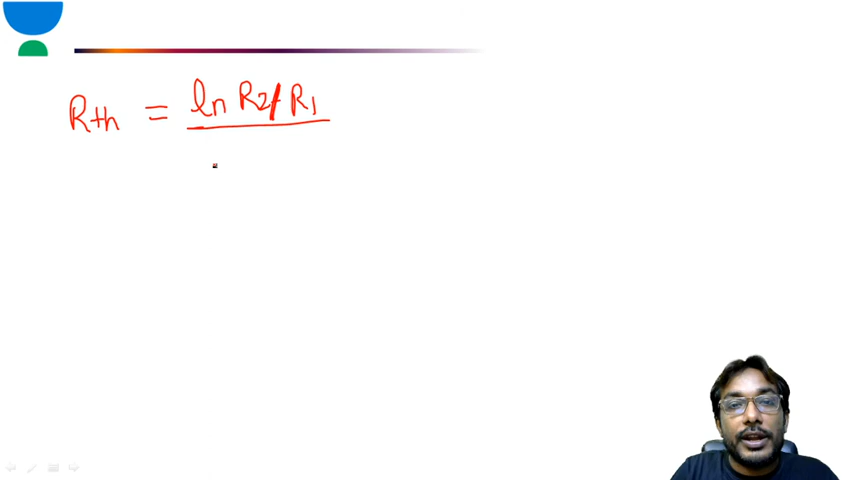 Rth = ln R2/R1